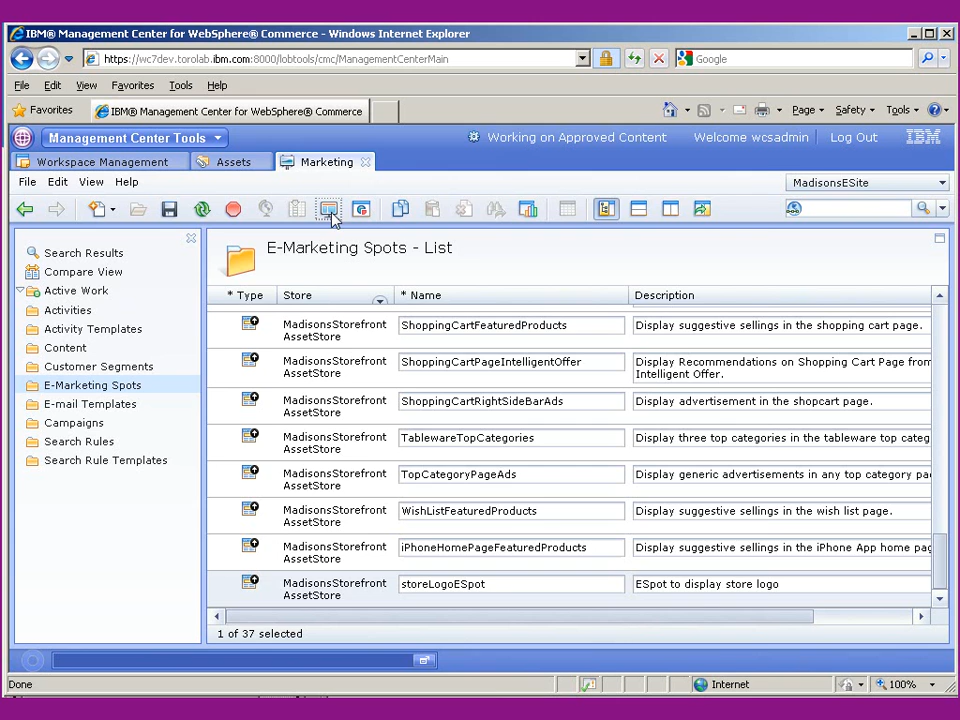 IBM® Management Center for WebSphere® Commerce - Windows Internet Explorer
https://wc7dev.torolab.ibm.com:8000/lobtools/cmc/ManagementCenterMain
Google
File Edit View Favorites Tools Help
Favorites IBM® Management Center for WebSphere® Commerce Page Safety Tools
Management Center Tools Working on Approved Content Welcome wcsadmin Log Out IBM
Workspace Management Assets Marketing
File Edit View Help MadisonsESite
E-Marketing Spots - List
Search Results
Compare View
Active Work
Activities
Activity Templates
Content
Customer Segments
E-Marketing Spots
E-mail Templates
Campaigns
Search Rules
Search Rule Templates
* Type Store * Name Description
MadisonsStorefront
AssetStore
ShoppingCartFeaturedProducts
Display suggestive sellings in the shopping cart page.
MadisonsStorefront
AssetStore
ShoppingCartPageIntelligentOffer
Display Recommendations on Shopping Cart Page from
Intelligent Offer.
MadisonsStorefront
AssetStore
ShoppingCartRightSideBarAds
Display advertisement in the shopcart page.
MadisonsStorefront
AssetStore
TablewareTopCategories
Display three top categories in the tableware top categ
MadisonsStorefront
AssetStore
TopCategoryPageAds
Display generic advertisements in any top category pa
MadisonsStorefront
AssetStore
WishListFeaturedProducts
Display suggestive sellings in the wish list page.
MadisonsStorefront
AssetStore
iPhoneHomePageFeaturedProducts
Display suggestive sellings in the iPhone App home pag
MadisonsStorefront
AssetStore
storeLogoESpot
ESpot to display store logo
1 of 37 selected
Done Internet 100%